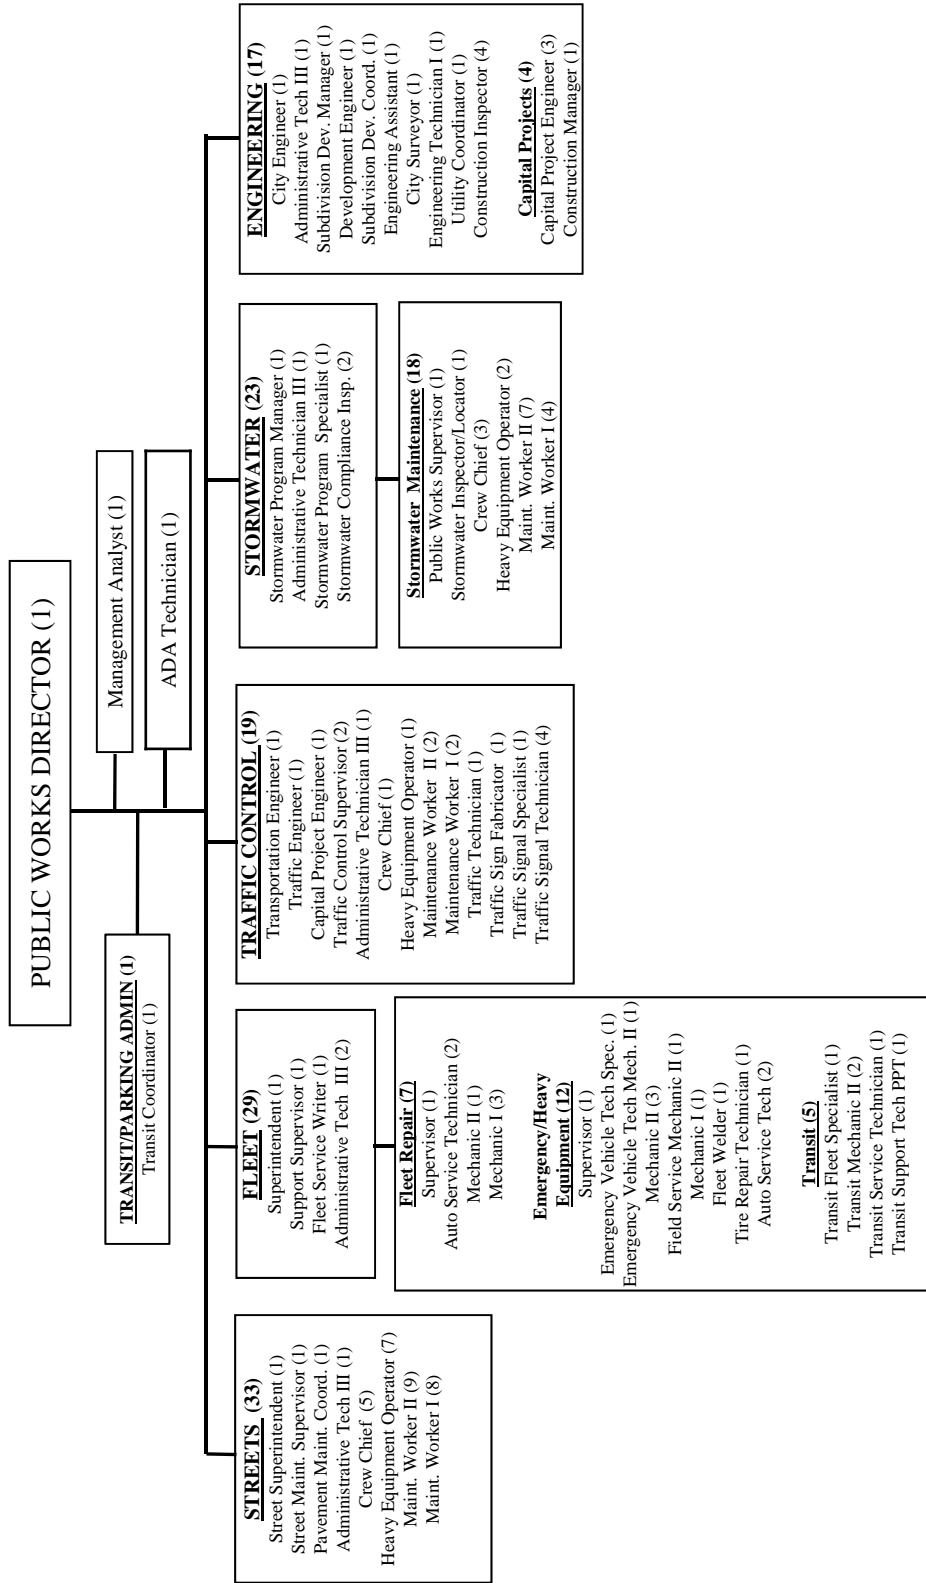 PUBLIC WORKS DIRECTOR (1)
Management Analyst (1)
ADA Technician (1)
TRANSIT/PARKING ADMIN (1)
Transit Coordinator (1)
STREETS (33)
Street Superintendent (1)
Street Maint. Supervisor (1)
Pavement Maint. Coord. (1)
Administrative Tech III (1)
Crew Chief (5)
Heavy Equipment Operator (7)
Maint. Worker II (9)
Maint. Worker I (8)
FLEET (29)
Superintendent (1)
Support Supervisor (1)
Fleet Service Writer (1)
Administrative Tech III (2)
Fleet Repair (7)
Supervisor (1)
Auto Service Technician (2)
Mechanic II (1)
Mechanic I (3)
Emergency/Heavy
Equipment (12)
Supervisor (1)
Emergency Vehicle Tech Spec. (1)
Emergency Vehicle Tech Mech. II (1)
Mechanic II (3)
Field Service Mechanic II (1)
Mechanic I (1)
Fleet Welder (1)
Tire Repair Technician (1)
Auto Service Tech (2)
Transit (5)
Transit Fleet Specialist (1)
Transit Mechanic II (2)
Transit Service Technician (1)
Transit Support Tech PPT (1)
TRAFFIC CONTROL (19)
Transportation Engineer (1)
Traffic Engineer (1)
Capital Project Engineer (1)
Traffic Control Supervisor (2)
Administrative Technician III (1)
Crew Chief (1)
Heavy Equipment Operator (1)
Maintenance Worker II (2)
Maintenance Worker I (2)
Traffic Technician (1)
Traffic Sign Fabricator (1)
Traffic Signal Specialist (1)
Traffic Signal Technician (4)
STORMWATER (23)
Stormwater Program Manager (1)
Administrative Technician III (1)
Stormwater Program Specialist (1)
Stormwater Compliance Insp. (2)
Stormwater Maintenance (18)
Public Works Supervisor (1)
Stormwater Inspector/Locator (1)
Crew Chief (3)
Heavy Equipment Operator (2)
Maint. Worker II (7)
Maint. Worker I (4)
ENGINEERING (17)
City Engineer (1)
Administrative Tech III (1)
Subdivision Dev. Manager (1)
Development Engineer (1)
Subdivision Dev. Coord. (1)
Engineering Assistant (1)
City Surveyor (1)
Engineering Technician I (1)
Utility Coordinator (1)
Construction Inspector (4)
Capital Projects (4)
Capital Project Engineer (3)
Construction Manager (1)